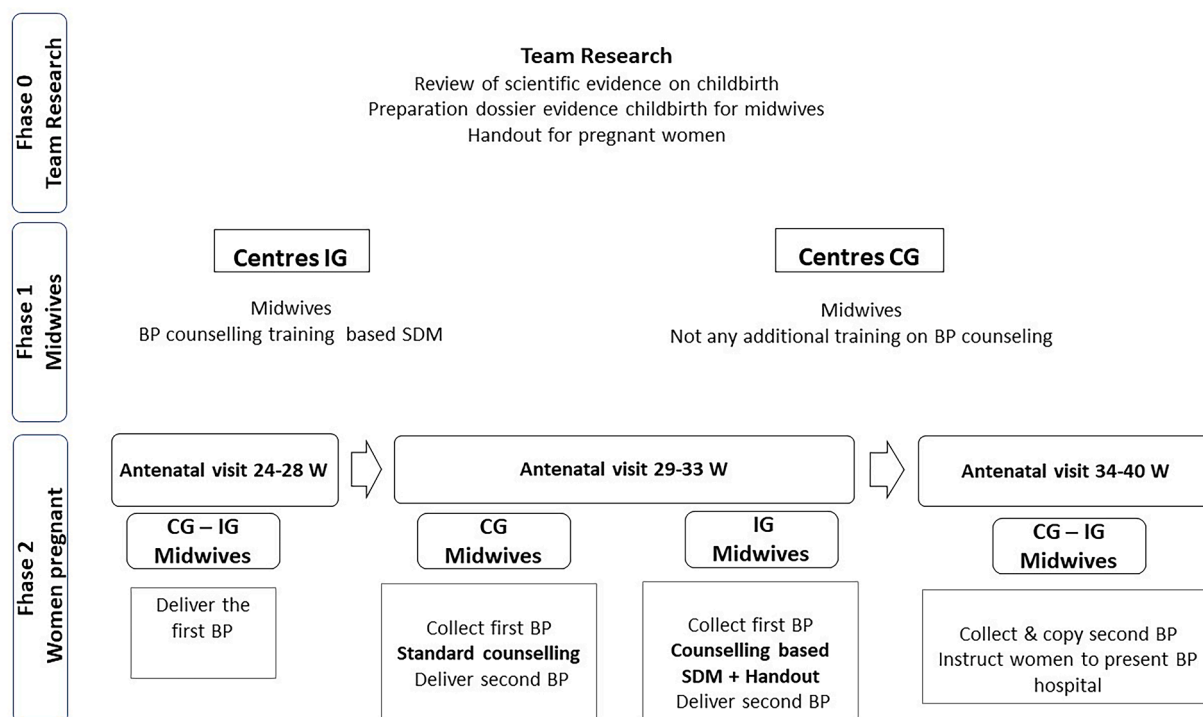 Fhase 0
Team Research
Team Research
Review of scientific evidence on childbirth
Preparation dossier evidence childbirth for midwives
Handout for pregnant women
Fhase 1
Midwives
Centres IG
Midwives
BP counselling training based SDM
Centres CG
Midwives
Not any additional training on BP counseling
Fhase 2
Women pregnant
Antenatal visit 24-28 W
Antenatal visit 29-33 W
Antenatal visit 34-40 W
CG – IG
Midwives
Deliver the
first BP
CG
Midwives
Collect first BP
Standard counselling
Deliver second BP
IG
Midwives
Collect first BP
Counselling based
SDM + Handout
Deliver second BP
CG – IG
Midwives
Collect & copy second BP
Instruct women to present BP
hospital